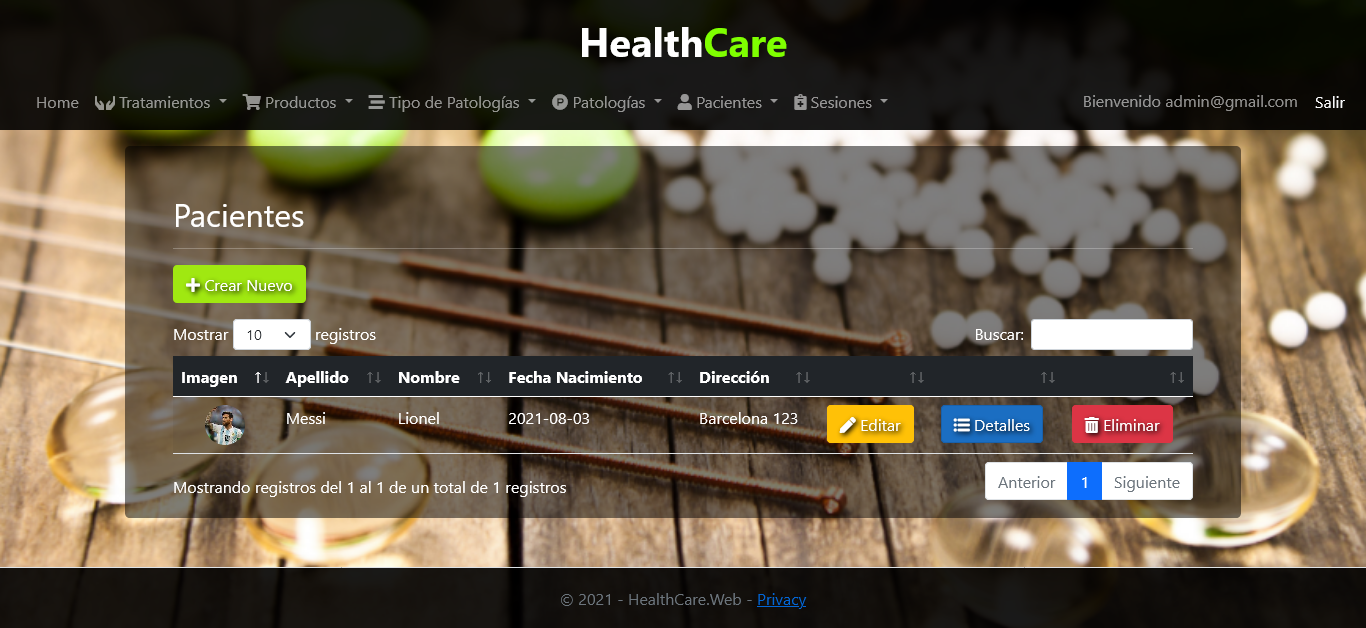 HealthCare
Home Tratamientos Productos Tipo de Patologías Patologías Pacientes Sesiones Bienvenido admin@gmail.com Salir
Pacientes
Crear Nuevo
Mostrar 10 registros Buscar:
Imagen Apellido Nombre Fecha Nacimiento Dirección
Messi Lionel 2021-08-03 Barcelona 123 Editar Detalles Eliminar
Mostrando registros del 1 al 1 de un total de 1 registros Anterior 1 Siguiente
© 2021 - HealthCare.Web - Privacy